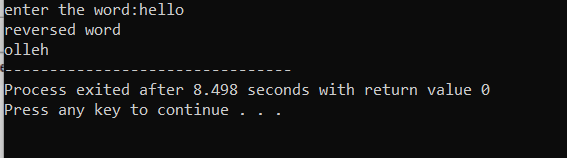 enter the word:hello
reversed word
olleh
--------------------------------
Process exited after 8.498 seconds with return value 0
Press any key to continue . . .